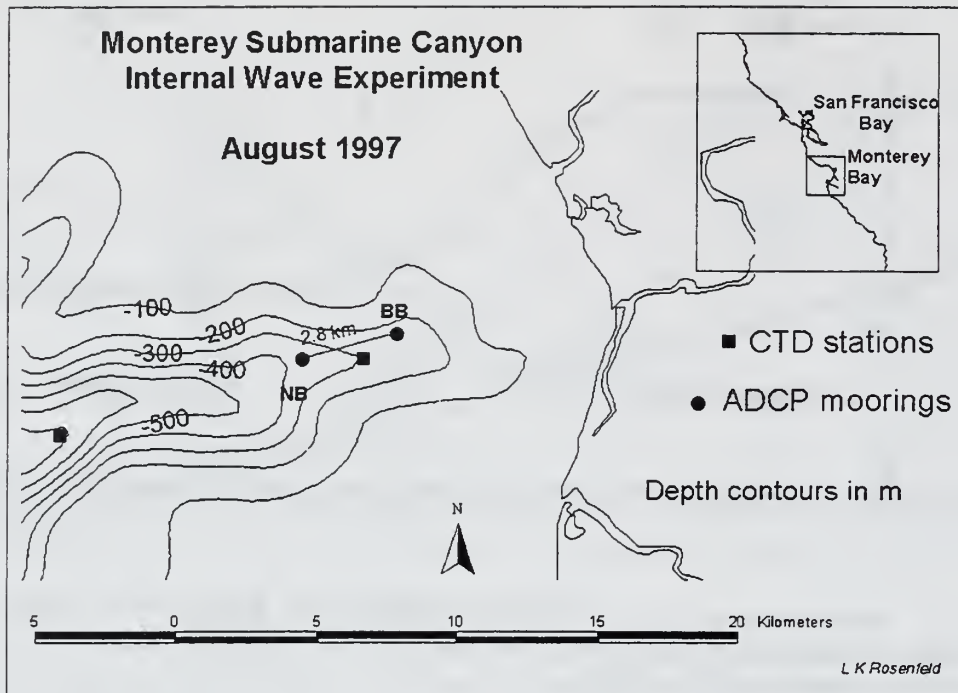 Monterey Submarine Canyon
Internal Wave Experiment
August 1997
San Francisco
Bay
Monterey
Bay
-100
-200
-300
-400
-500
BB
2.8 km
NB
CTD stations
ADCP moorings
Depth contours in m
N
5 0 5 10 15 20 Kilometers
L K Rosenfeld